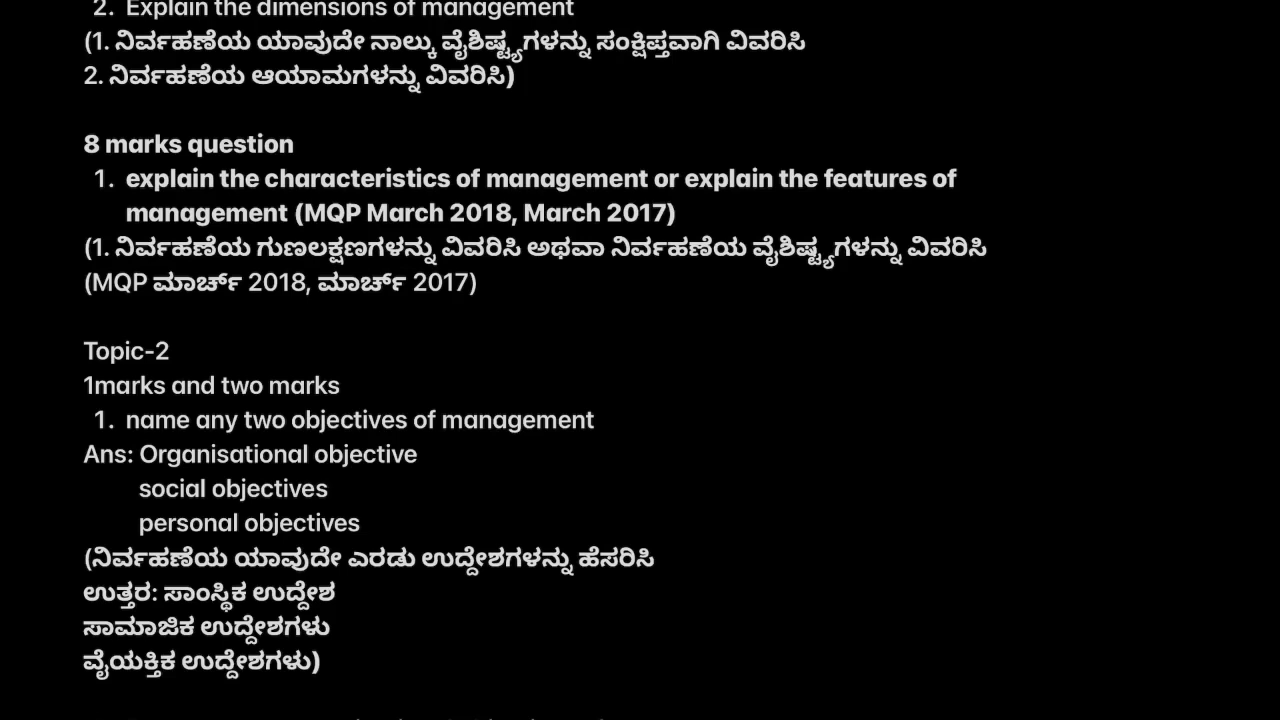 2. Explain the dimensions of management
(1. ನಿರ್ವಹಣೆಯ ಯಾವುದೇ ನಾಲ್ಕು ವೈಶಿಷ್ಟ್ಯಗಳನ್ನು ಸಂಕ್ಷಿಪ್ತವಾಗಿ ವಿವರಿಸಿ
2. ನಿರ್ವಹಣೆಯ ಆಯಾಮಗಳನ್ನು ವಿವರಿಸಿ)
8 marks question
1. explain the characteristics of management or explain the features of
management (MQP March 2018, March 2017)
(1. ನಿರ್ವಹಣೆಯ ಗುಣಲಕ್ಷಣಗಳನ್ನು ವಿವರಿಸಿ ಅಥವಾ ನಿರ್ವಹಣೆಯ ವೈಶಿಷ್ಟ್ಯಗಳನ್ನು ವಿವರಿಸಿ
(MQP ಮಾರ್ಚ್ 2018, ಮಾರ್ಚ್ 2017)
Topic-2
1marks and two marks
1. name any two objectives of management
Ans: Organisational objective
social objectives
personal objectives
(ನಿರ್ವಹಣೆಯ ಯಾವುದೇ ಎರಡು ಉದ್ದೇಶಗಳನ್ನು ಹೆಸರಿಸಿ
ಉತ್ತರ: ಸಾಂಸ್ಥಿಕ ಉದ್ದೇಶ
ಸಾಮಾಜಿಕ ಉದ್ದೇಶಗಳು
ವೈಯಕ್ತಿಕ ಉದ್ದೇಶಗಳು)